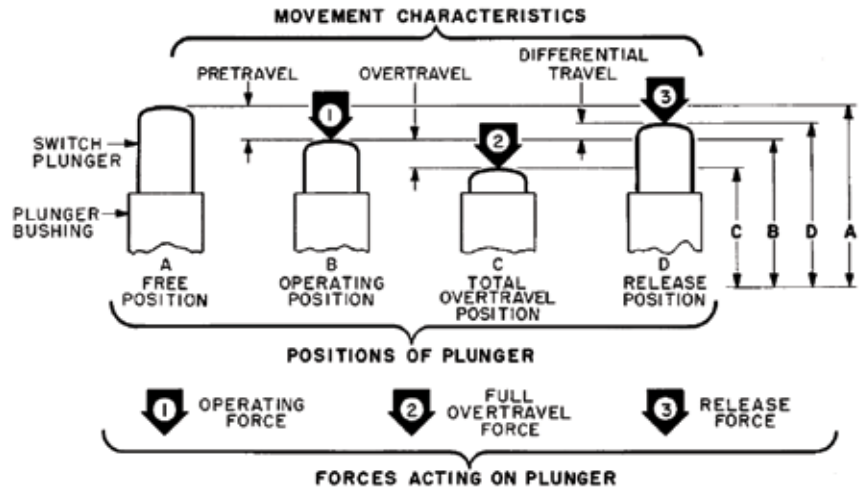 MOVEMENT CHARACTERISTICS
PRETRAVEL
OVERTRAVEL
DIFFERENTIAL
TRAVEL
1
2
3
SWITCH
PLUNGER
PLUNGER
BUSHING
A
FREE
POSITION
B
OPERATING
POSITION
C
TOTAL
OVERTRAVEL
POSITION
D
RELEASE
POSITION
C
B
D
A
POSITIONS OF PLUNGER
1
OPERATING
FORCE
2
FULL
OVERTRAVEL
FORCE
3
RELEASE
FORCE
FORCES ACTING ON PLUNGER